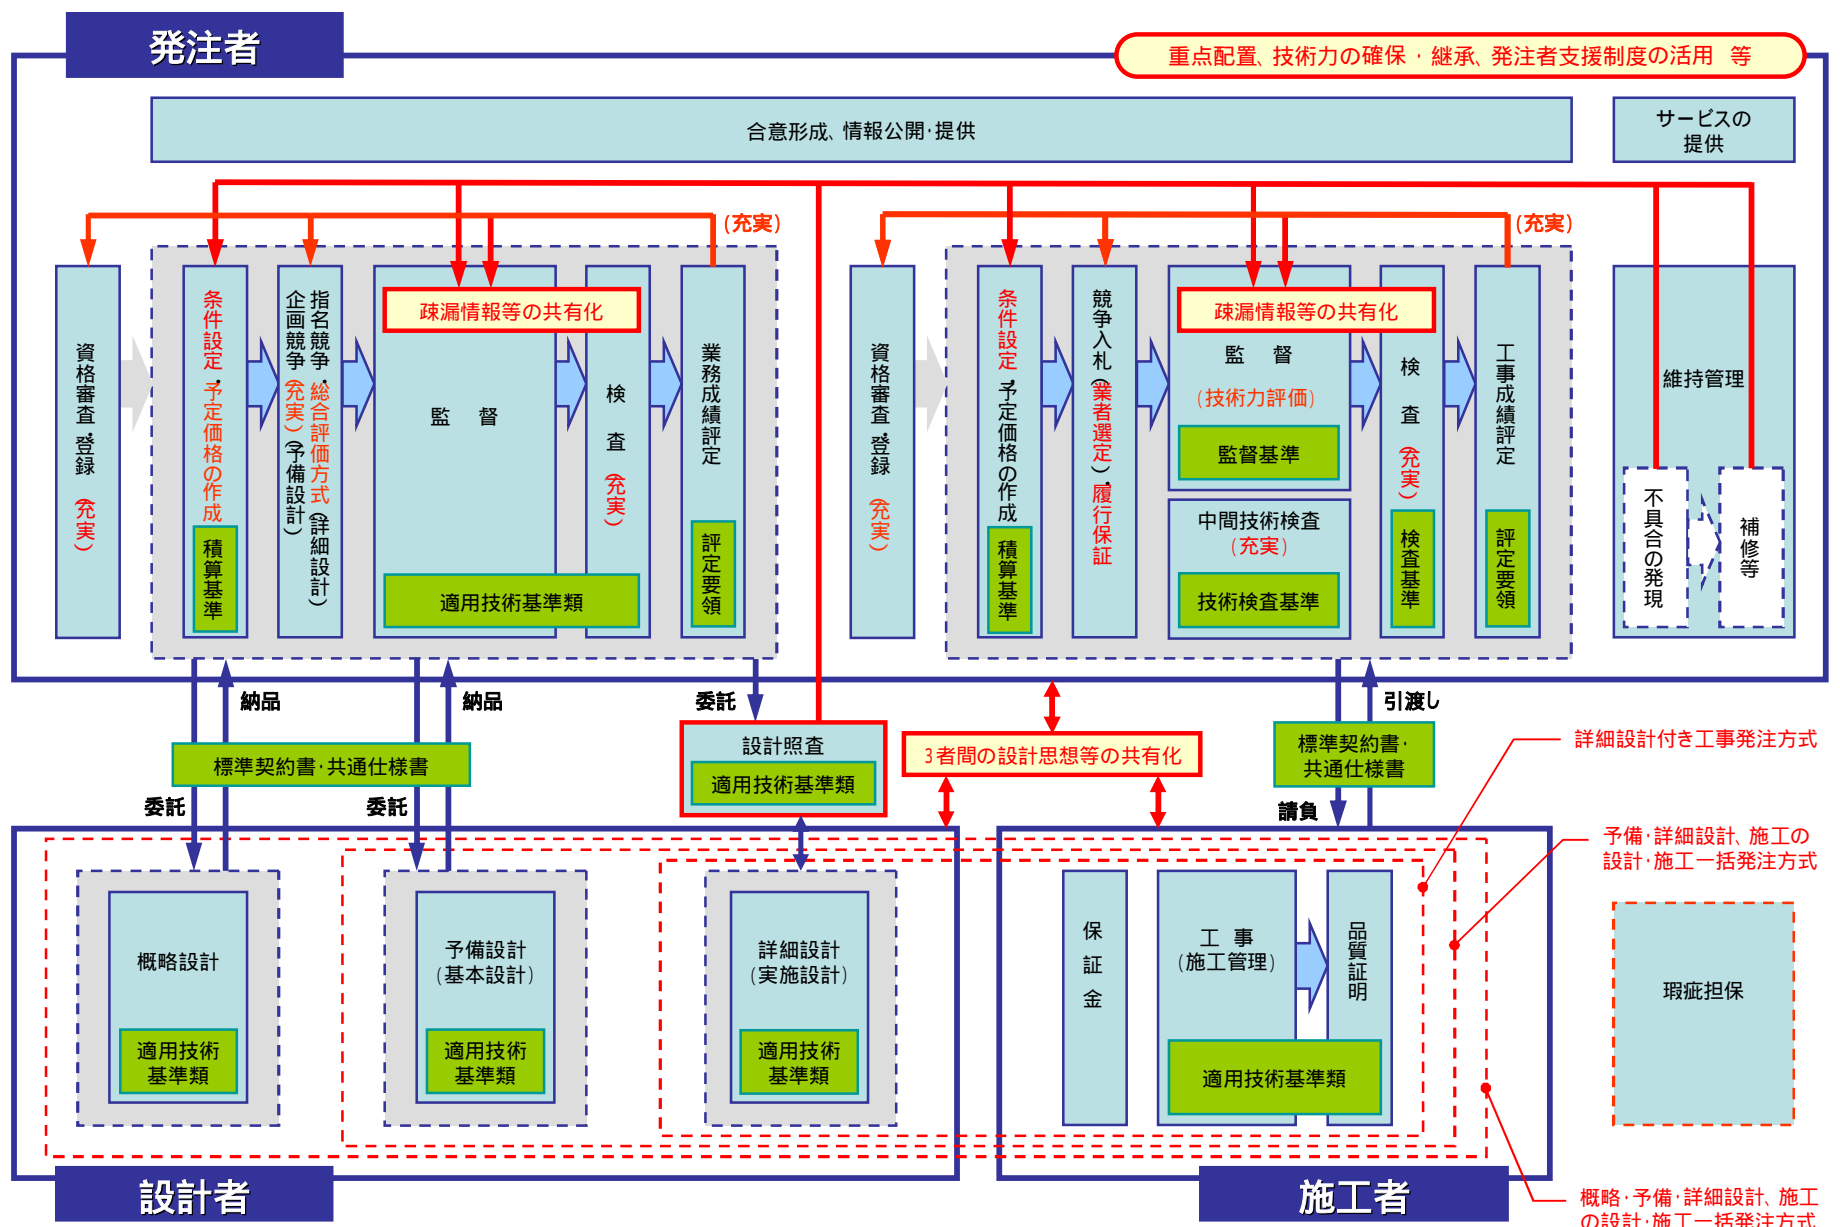 発注者
重点配置、技術力の確保・継承、発注者支援制度の活用 等
合意形成、情報公開・提供
サービスの
提供
(充実)
(充実)
資格審査・登録 (充実)
条件設定・予定価格の作成
積算基準
指名競争・総合評価方式(詳細設計)
企画競争(充実)(予備設計)
疎漏情報等の共有化
監 督
検 査 (充実)
適用技術基準類
業務成績評定
評定要領
資格審査・登録 (充実)
条件設定・予定価格の作成
積算基準
競争入札(業者選定)・履行保証
疎漏情報等の共有化
監 督
(技術力評価)
監督基準
中間技術検査
(充実)
技術検査基準
検 査 (充実)
検査基準
工事成績評定
評定要領
維持管理
不具合の発現
補修等
納品
納品
委託
引渡し
標準契約書・共通仕様書
設計照査
適用技術基準類
3者間の設計思想等の共有化
標準契約書・
共通仕様書
詳細設計付き工事発注方式
委託
委託
請負
予備・詳細設計、施工の
設計・施工一括発注方式
概略設計
適用技術
基準類
予備設計
(基本設計)
適用技術
基準類
詳細設計
(実施設計)
適用技術
基準類
保証金
工 事
(施工管理)
品質証明
適用技術基準類
瑕疵担保
設計者
施工者
概略・予備・詳細設計、施工
の設計・施工一括発注方式